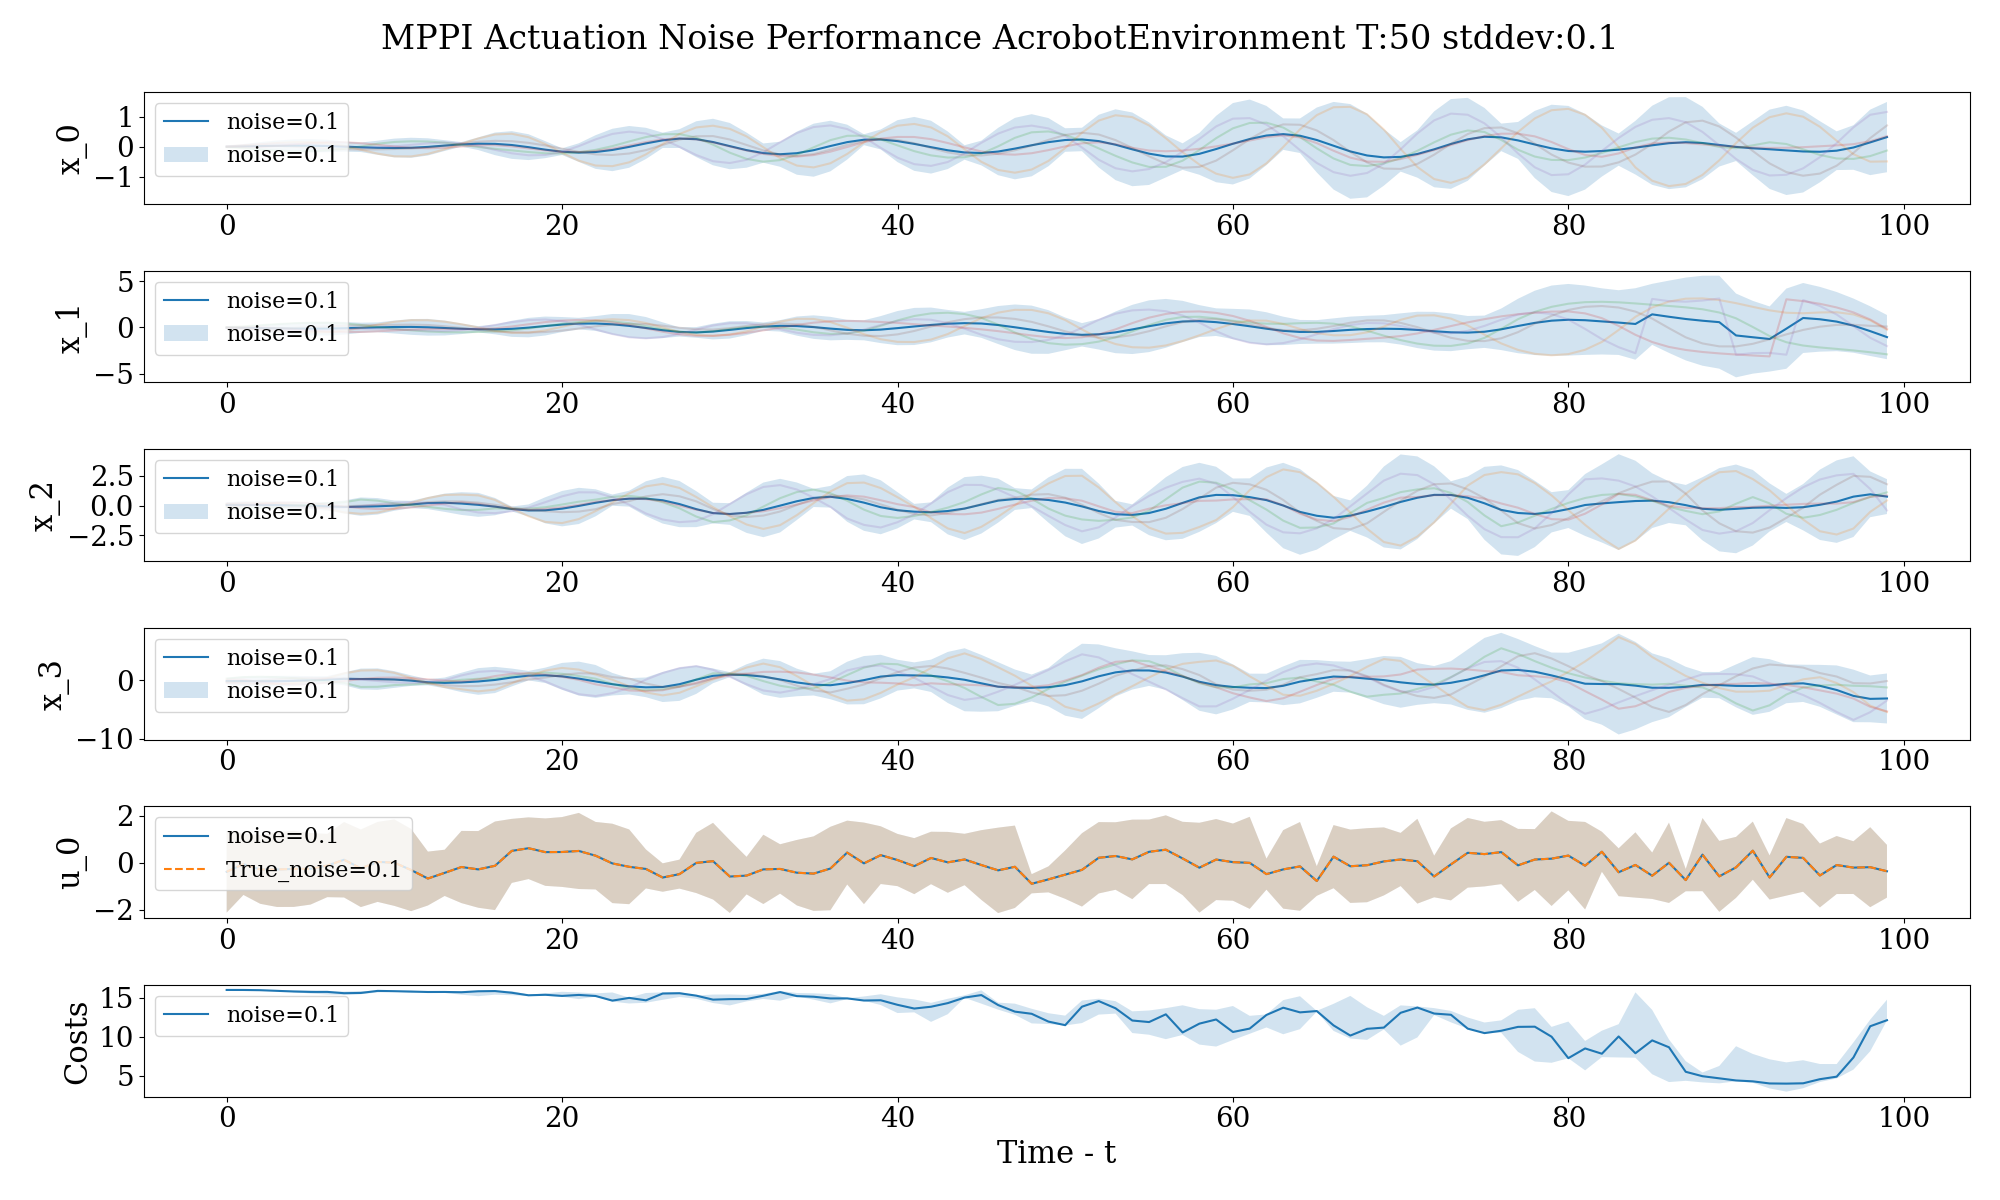 MPPI Actuation Noise Performance AcrobotEnvironment T:50 stddev:0.1
x_0
1
0
−1
noise=0.1
noise=0.1
0 20 40 60 80 100
x_1
5
0
−5
noise=0.1
noise=0.1
0 20 40 60 80 100
x_2
2.5
0.0
−2.5
noise=0.1
noise=0.1
0 20 40 60 80 100
x_3
0
−10
noise=0.1
noise=0.1
0 20 40 60 80 100
u_0
2
0
−2
noise=0.1
True_noise=0.1
0 20 40 60 80 100
Costs
15
10
5
noise=0.1
0 20 40 60 80 100
Time - t